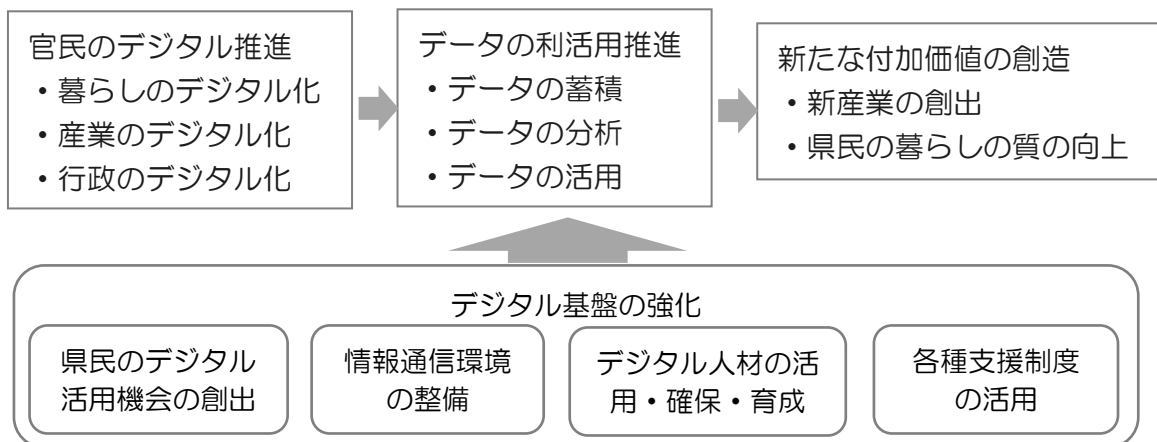 官民のデジタル推進
・暮らしのデジタル化
・産業のデジタル化
・行政のデジタル化
データの利活用推進
・データの蓄積
・データの分析
・データの活用
新たな付加価値の創造
・新産業の創出
・県民の暮らしの質の向上
デジタル基盤の強化
県民のデジタル
活用機会の創出
情報通信環境
の整備
デジタル人材の活
用・確保・育成
各種支援制度
の活用